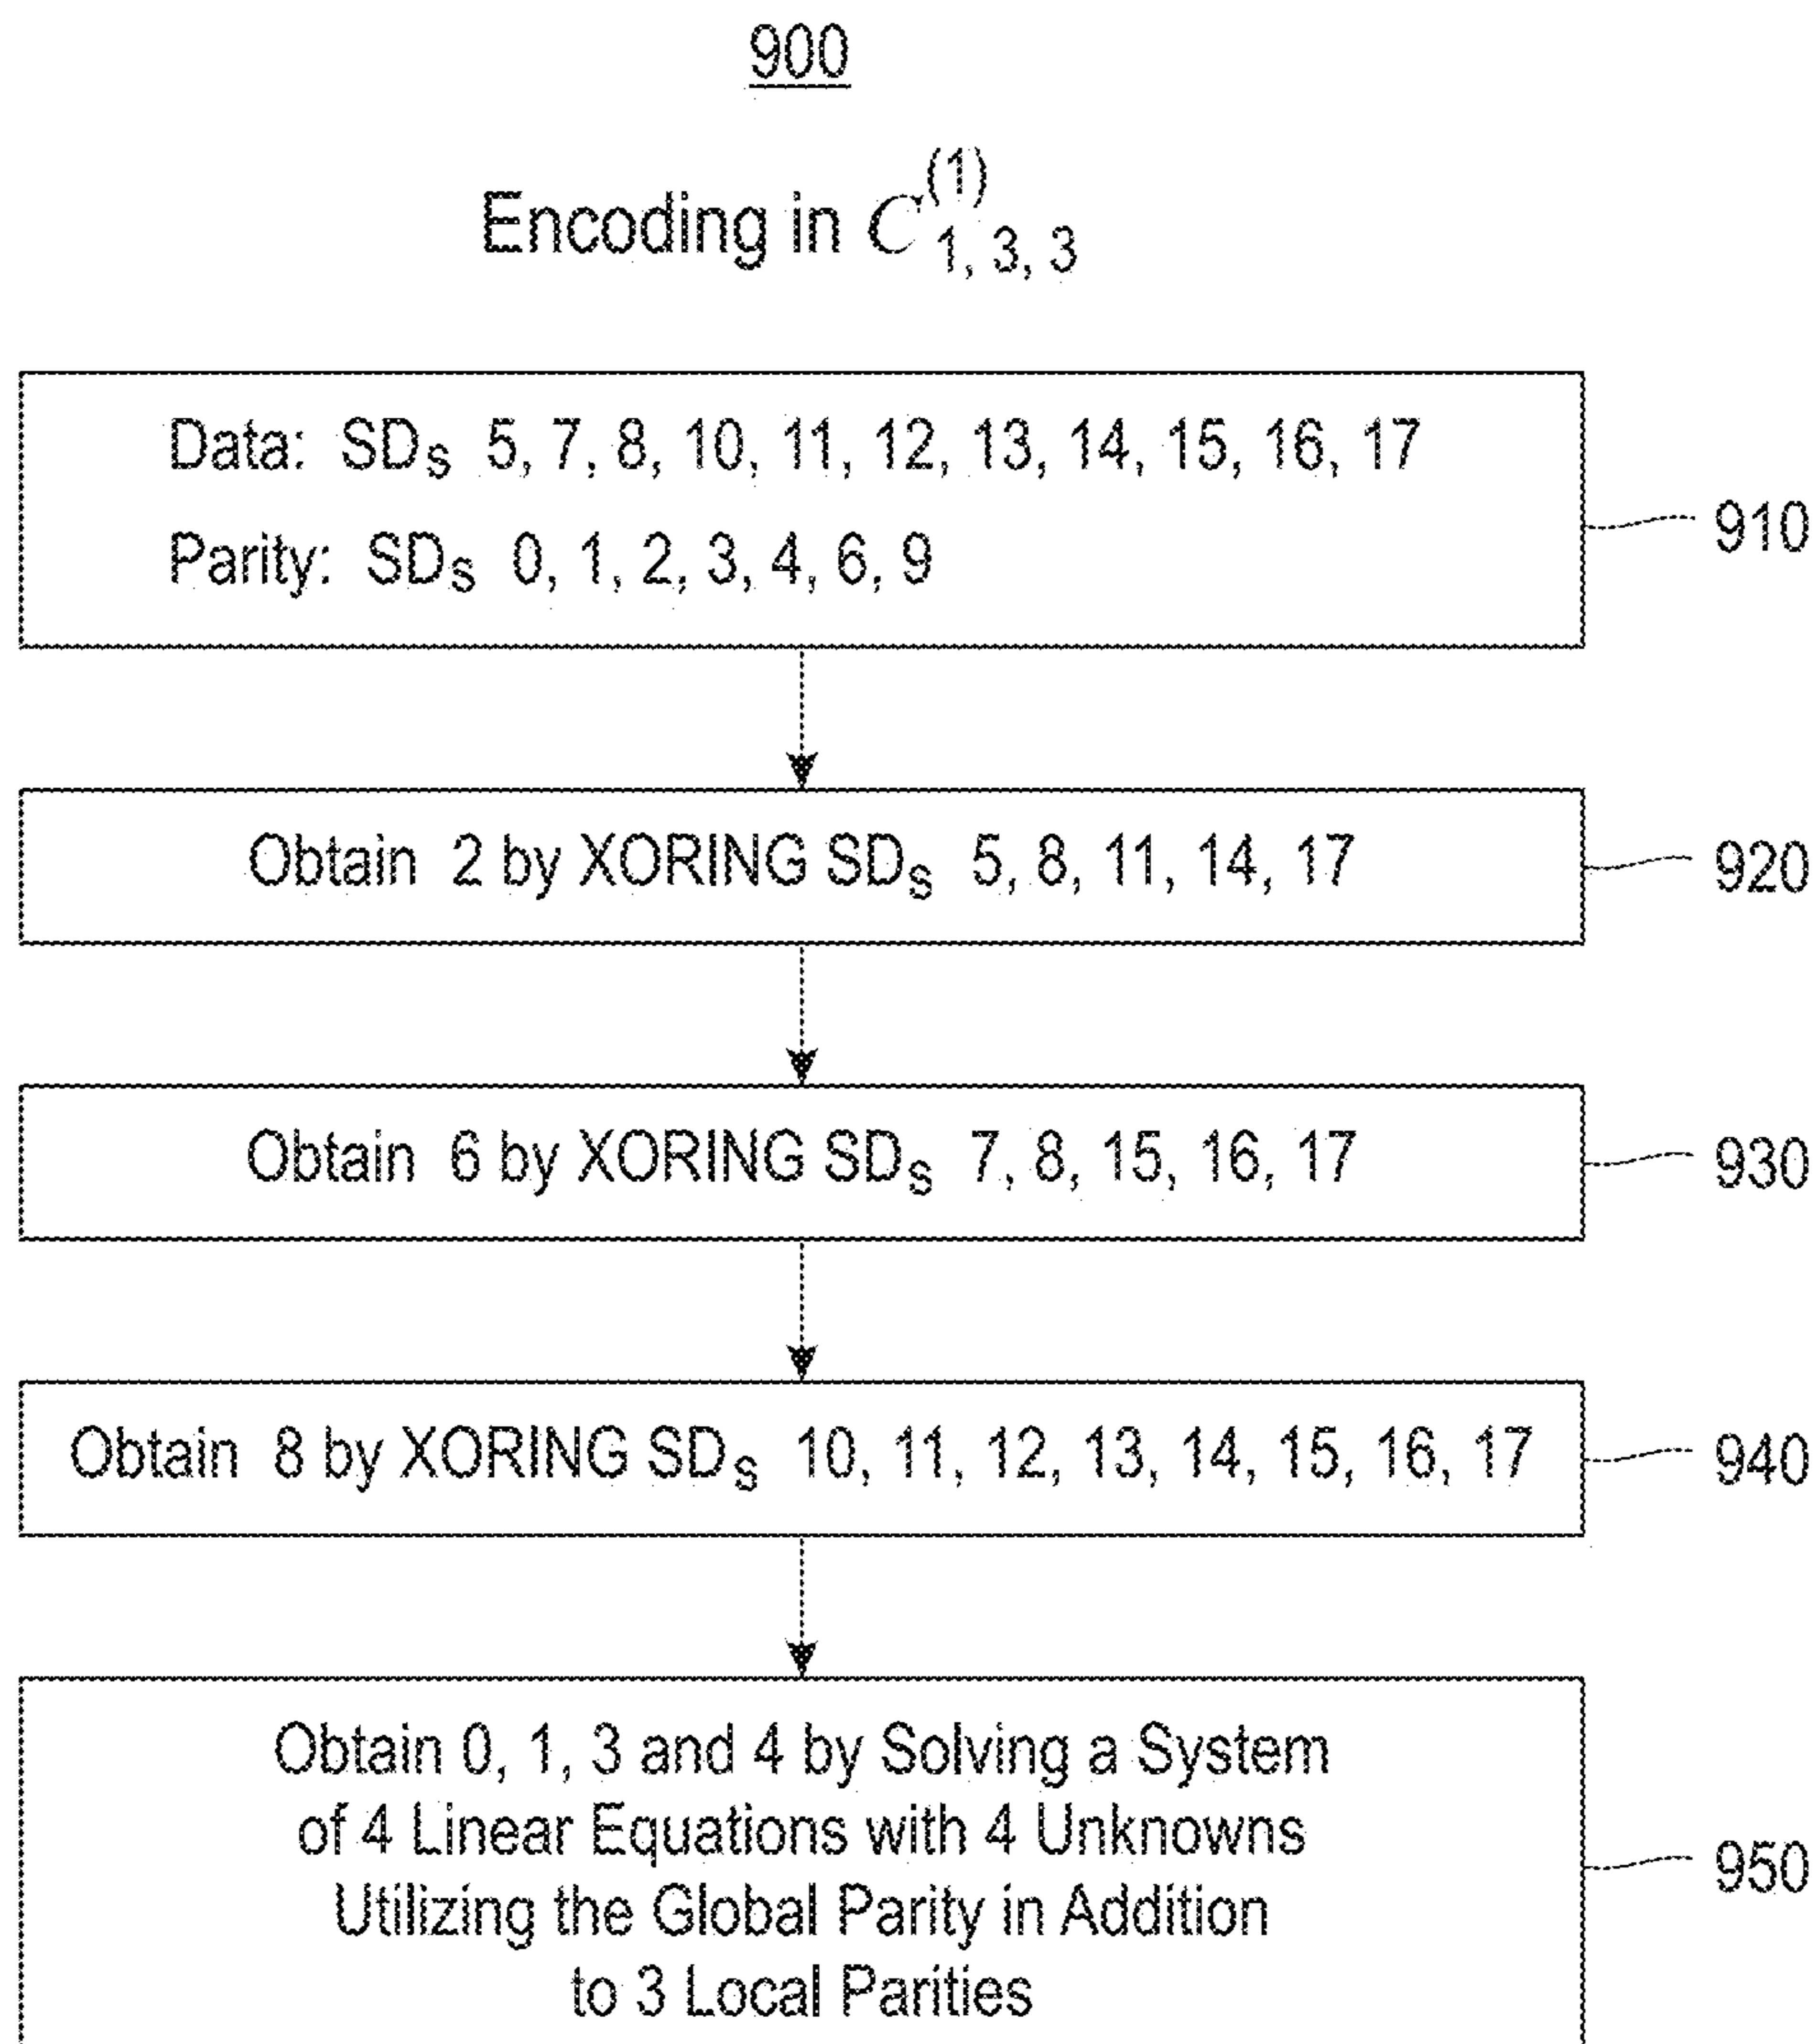 900
Encoding in C^{(1)}_{1, 3, 3}
Data: SDs 5, 7, 8, 10, 11, 12, 13, 14, 15, 16, 17
Parity: SDs 0, 1, 2, 3, 4, 6, 9
910
Obtain 2 by XORING SDs 5, 8, 11, 14, 17
920
Obtain 6 by XORING SDs 7, 8, 15, 16, 17
930
Obtain 8 by XORING SDs 10, 11, 12, 13, 14, 15, 16, 17
940
Obtain 0, 1, 3 and 4 by Solving a System
of 4 Linear Equations with 4 Unknowns
Utilizing the Global Parity in Addition
to 3 Local Parities
950